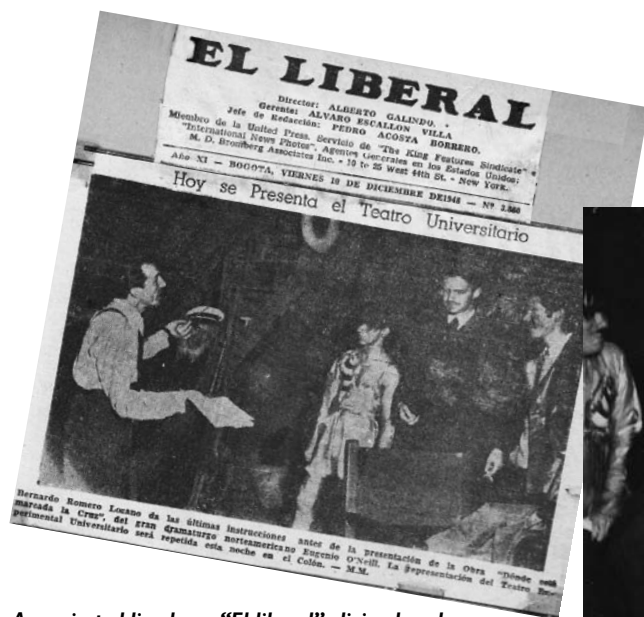 EL LIBERAL
Director: ALBERTO GALINDO.
Gerente: ALVARO ESCALLON VILLA
Jefe de Redacción: PEDRO ACOSTA BORRERO.
Miembro de la United Press. Servicio de "The King Features Sindicate"
"International News Photos". Agentes Generales en los Estados Unidos:
M. D. Bromberg Associates Inc. - 10 to 25 West 44th St. - New York.
Año XI — BOGOTA, VIERNES 10 DE DICIEMBRE DE 1948 — Nº
Hoy se Presenta el Teatro Universitario
Bernardo Romero Lozano da las últimas instrucciones antes de la presentación de la Obra "Dónde está
marcada la Cruz", del gran dramaturgo norteamericano Eugenio O'Neill. La representación del Teatro Ex-
perimental Universitario será repetida esta noche en el Colón. — M.M.